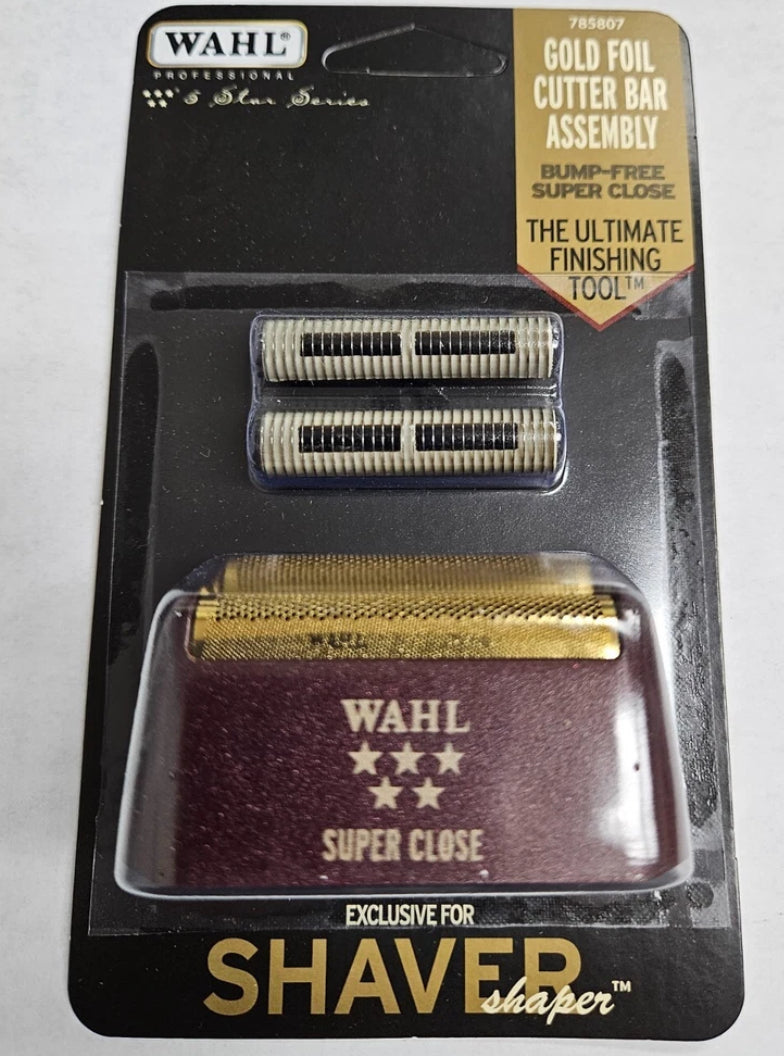 WAHL®
PROFESSIONAL
5 Star Series
785807
GOLD FOIL
CUTTER BAR
ASSEMBLY
BUMP-FREE
SUPER CLOSE
THE ULTIMATE
FINISHING
TOOL™
WAHL
WAHL
SUPER CLOSE
EXCLUSIVE FOR
SHAVER
shaper™